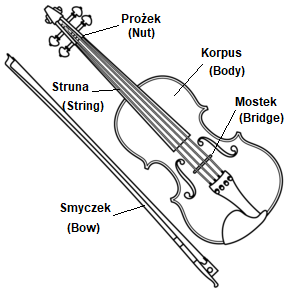 Prożek
(Nut)
Korpus
(Body)
Struna
(String)
Mostek
(Bridge)
Smyczek
(Bow)